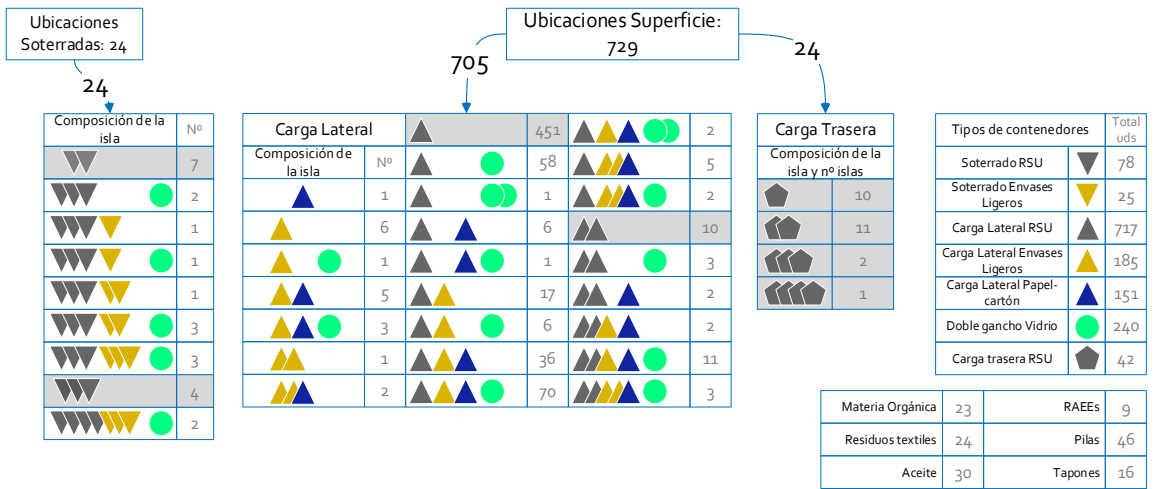 Ubicaciones
Soterradas: 24
Ubicaciones Superficie:
729
24
705
24
Composición de la
isla
Nº
7
2
1
1
1
3
3
4
2
Carga Lateral
451
2
Composición de
la isla
Nº
58
5
1
1
2
6
6
10
1
1
3
5
17
2
3
6
2
1
36
11
2
70
3
Carga Trasera
Composición de la
isla y nº islas
10
11
2
1
Tipos de contenedores
Total
uds
Soterrado RSU
78
Soterrado Envases
Ligeros
25
Carga Lateral RSU
717
Carga Lateral Envases
Ligeros
185
Carga Lateral Papel-
cartón
151
Doble gancho Vidrio
240
Carga trasera RSU
42
Materia Orgánica
23
RAEEs
9
Residuos textiles
24
Pilas
46
Aceite
30
Tapones
16